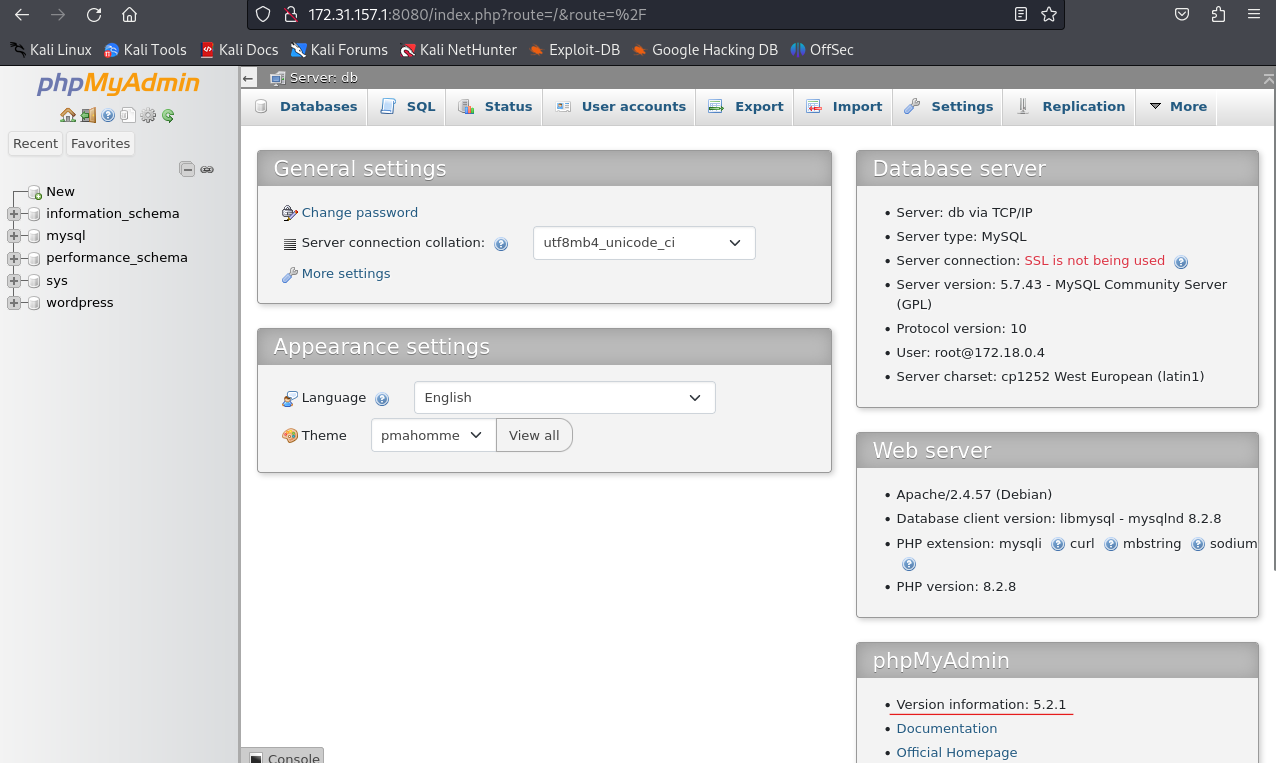 172.31.157.1:8080/index.php?route=/&route=%2F
Kali Linux Kali Tools Kali Docs Kali Forums Kali NetHunter Exploit-DB Google Hacking DB OffSec
phpMyAdmin
Recent Favorites
New
information_schema
mysql
performance_schema
sys
wordpress
Server: db
Databases SQL Status User accounts Export Import Settings Replication More
General settings
Change password
Server connection collation: utf8mb4_unicode_ci
More settings
Appearance settings
Language English
Theme pmahomme View all
Database server
• Server: db via TCP/IP
• Server type: MySQL
• Server connection: SSL is not being used
• Server version: 5.7.43 - MySQL Community Server
(GPL)
• Protocol version: 10
• User: root@172.18.0.4
• Server charset: cp1252 West European (latin1)
Web server
• Apache/2.4.57 (Debian)
• Database client version: libmysql - mysqlnd 8.2.8
• PHP extension: mysqli curl mbstring sodium
• PHP version: 8.2.8
phpMyAdmin
• Version information: 5.2.1
• Documentation
• Official Homepage
Console